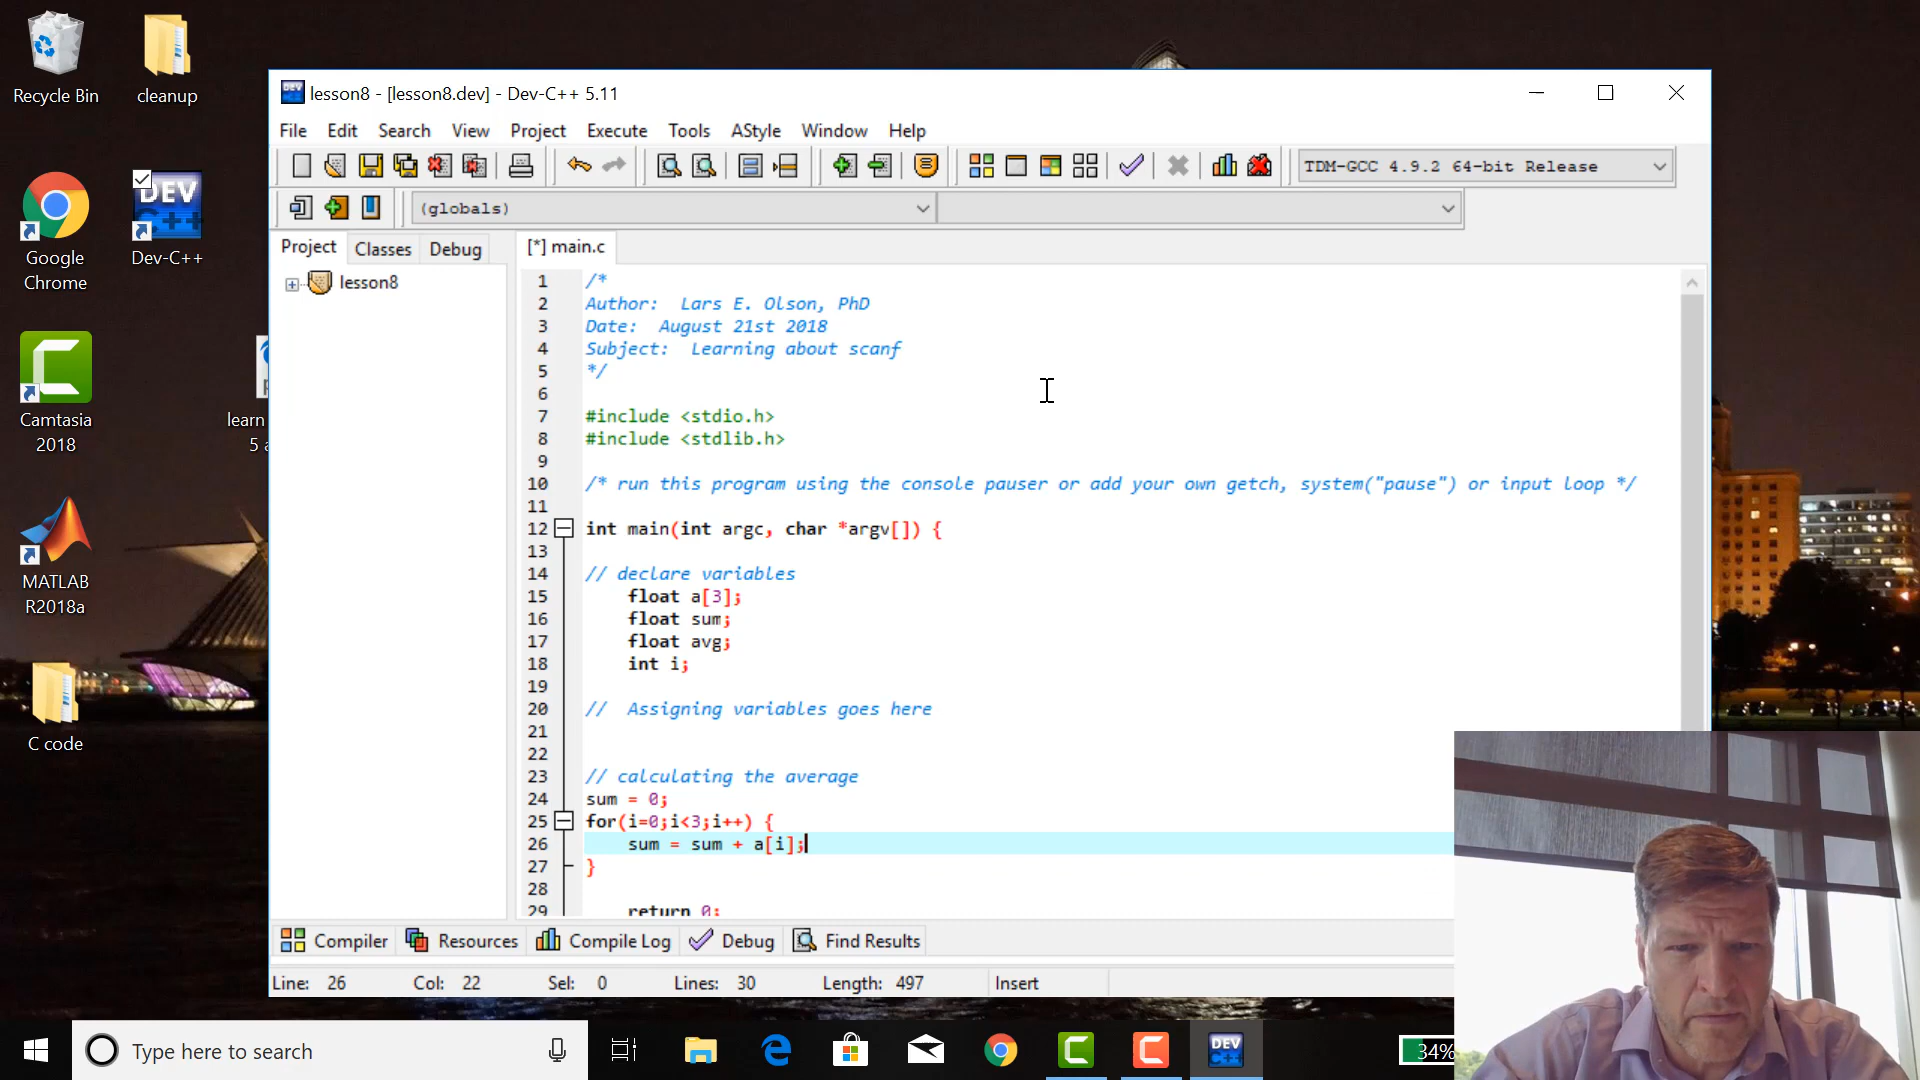 Recycle Bin
cleanup
Google
Chrome
DEV
C++
Dev-C++
Camtasia
2018
learn
5 a
MATLAB
R2018a
C code
lesson8 - [lesson8.dev] - Dev-C++ 5.11
File Edit Search View Project Execute Tools AStyle Window Help
TDM-GCC 4.9.2 64-bit Release
(globals)
Project Classes Debug
lesson8
[*] main.c
1 /*
2 Author: Lars E. Olson, PhD
3 Date: August 21st 2018
4 Subject: Learning about scanf
5 */
6
7 #include <stdio.h>
8 #include <stdlib.h>
9
10 /* run this program using the console pauser or add your own getch, system("pause") or input loop */
11
12 int main(int argc, char *argv[]) {
13
14 // declare variables
15 float a[3];
16 float sum;
17 float avg;
18 int i;
19
20 // Assigning variables goes here
21
22
23 // calculating the average
24 sum = 0;
25 for(i=0;i<3;i++) {
26 sum = sum + a[i];
27 }
28
29 return 0;
Compiler Resources Compile Log Debug Find Results
Line: 26 Col: 22 Sel: 0 Lines: 30 Length: 497 Insert
Type here to search
DEV
34%